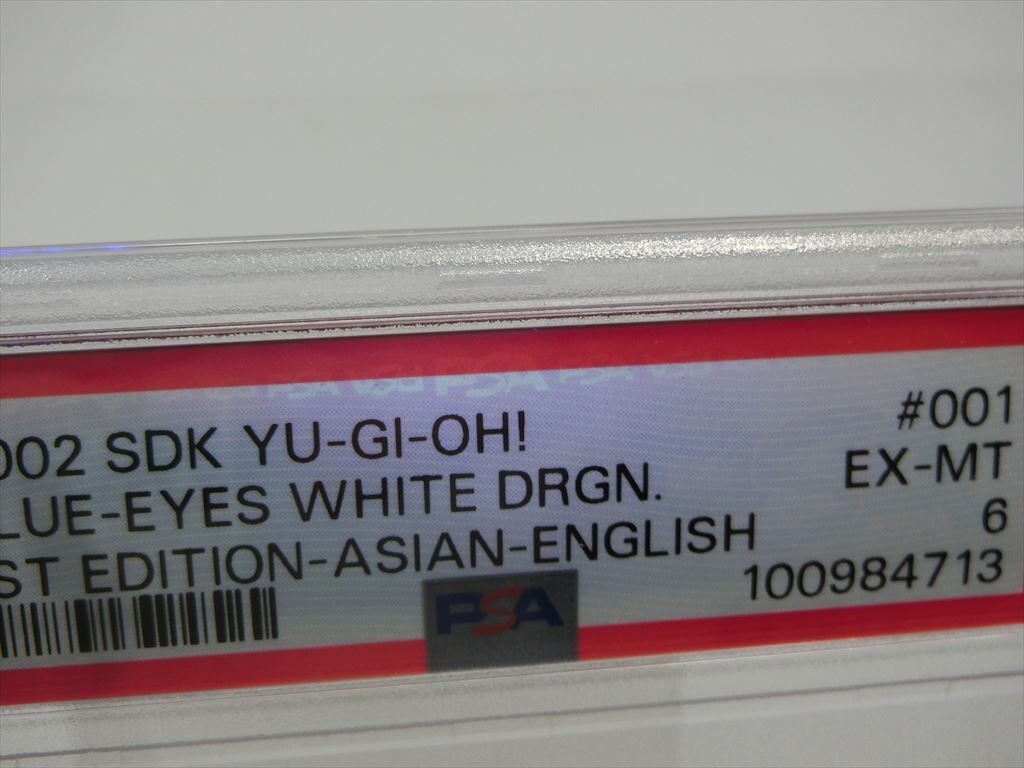 002 SDK YU-GI-OH! #001
LUE-EYES WHITE DRGN. EX-MT
ST EDITION-ASIAN-ENGLISH 6
100984713
PSA
PSA